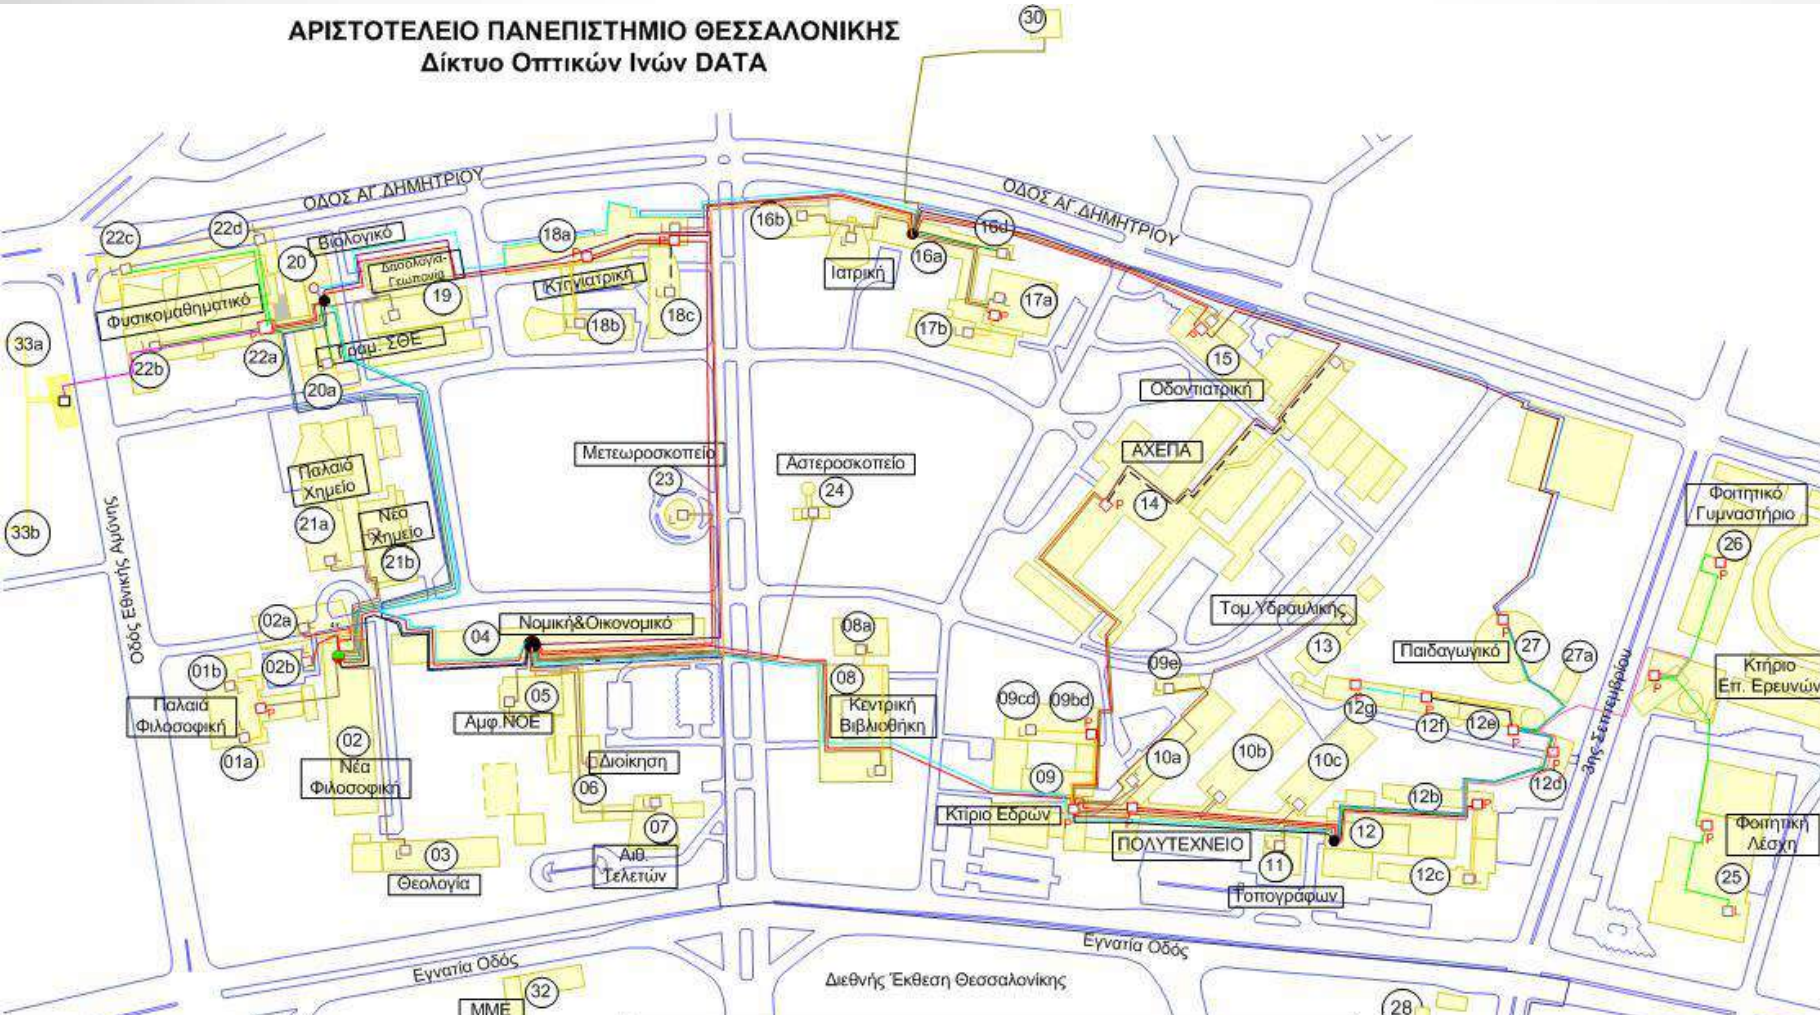 ΑΡΙΣΤΟΤΕΛΕΙΟ ΠΑΝΕΠΙΣΤΗΜΙΟ ΘΕΣΣΑΛΟΝΙΚΗΣ
Δίκτυο Οπτικών Ινών DATA
30
ΟΔΟΣ ΑΓ.ΔΗΜΗΤΡΙΟΥ
ΟΔΟΣ ΑΓ.ΔΗΜΗΤΡΙΟΥ
22c
22d
Βιολογικό
20
18a
16b
16d
16a
Ιατρική
Δασολογία-
Γεωπονία
19
Κτηνιατρική
18b
18c
17a
17b
Φυσικομαθηματικό
33a
22b
22a
Γραμ. ΣΘΕ
20a
15
Οδοντιατρική
Μετεωροσκοπείο
23
Αστεροσκοπείο
24
ΑΧΕΠΑ
14
Παλαιό
Χημείο
21a
Νέο
Χημείο
21b
33b
Οδός Εθνικής Αμύνης
Φοιτητικό
Γυμναστήριο
26
02a
02b
01b
Παλαιά
Φιλοσοφική
01a
02
Νέα
Φιλοσοφική
04
Νομική&Οικονομικό
05
Αμφ.ΝΟΕ
Διοίκηση
06
07
Αιθ.
Τελετών
03
Θεολογία
08a
08
Κεντρική
Βιβλιοθήκη
Τομ.Υδραυλικής
13
Παιδαγωγικό
27
27a
3ης Σεπτεμβρίου
Κτήριο
Επ. Ερευνών
09e
09cd
09bd
09
Κτίριο Εδρών
10a
10b
10c
12g
12f
12e
12d
12b
12
12c
ΠΟΛΥΤΕΧΝΕΙΟ
11
Τοπογράφων
Φοιτητική
Λέσχη
25
Εγνατία Οδός
Εγνατία Οδός
Διεθνής Έκθεση Θεσσαλονίκης
32
ΜΜΕ
28